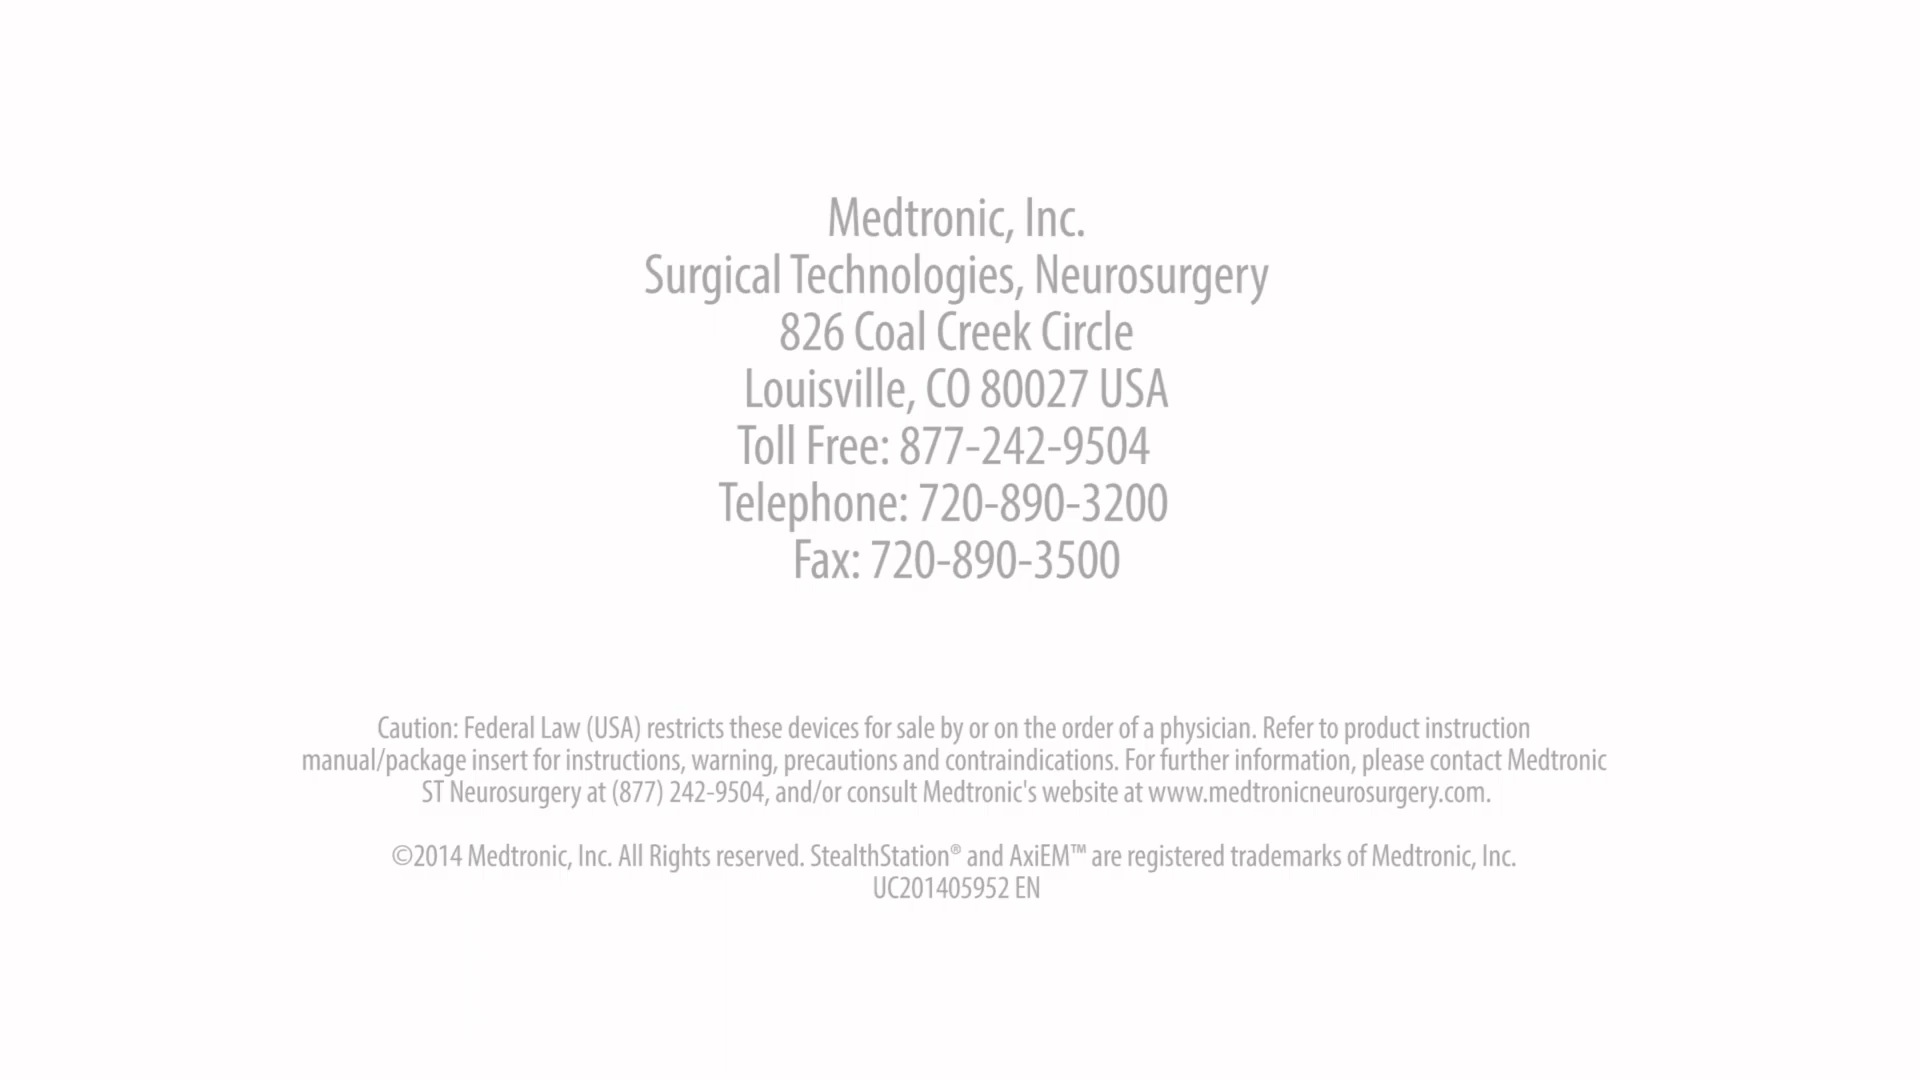 Medtronic, Inc.
Surgical Technologies, Neurosurgery
826 Coal Creek Circle
Louisville, CO 80027 USA
Toll Free: 877-242-9504
Telephone: 720-890-3200
Fax: 720-890-3500
Caution: Federal Law (USA) restricts these devices for sale by or on the order of a physician. Refer to product instruction
manual/package insert for instructions, warning, precautions and contraindications. For further information, please contact Medtronic
ST Neurosurgery at (877) 242-9504, and/or consult Medtronic's website at www.medtronicneurosurgery.com.
©2014 Medtronic, Inc. All Rights reserved. StealthStation® and AxiEM™ are registered trademarks of Medtronic, Inc.
UC201405952 EN